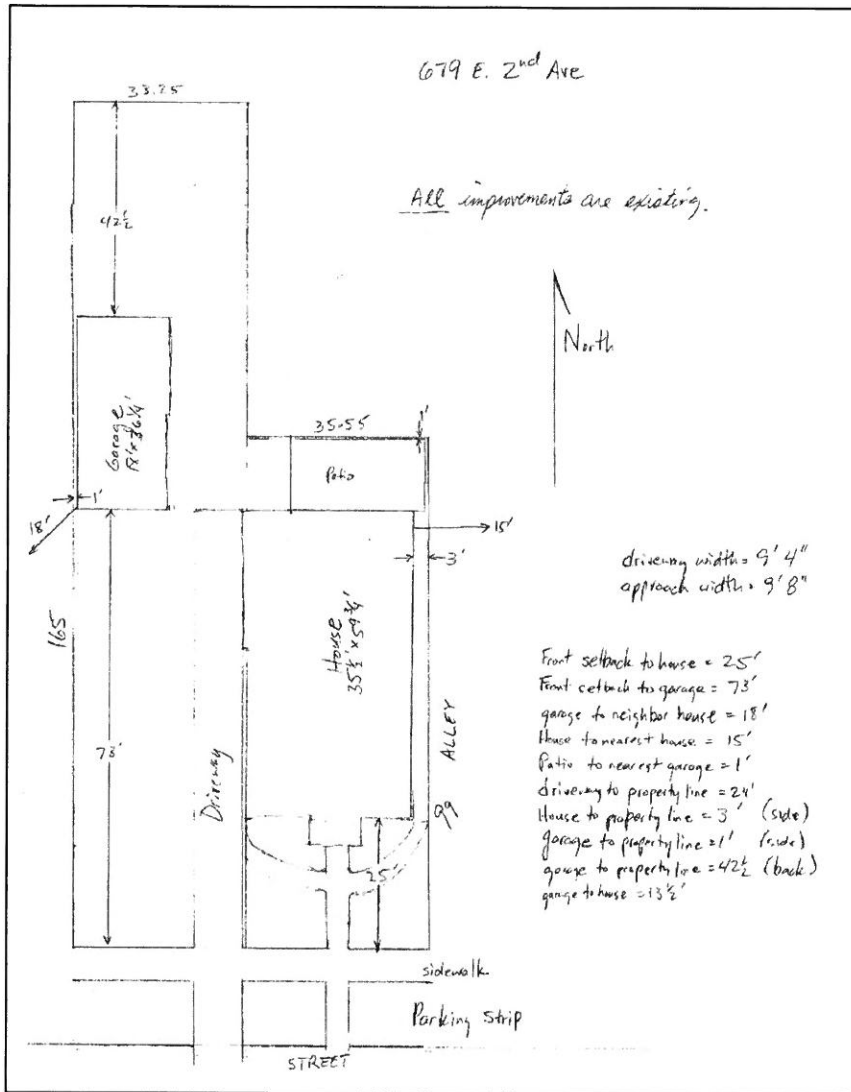 679 E. 2nd Ave
33.25
All improvements are existing.
42½
North
35.55
1'
Garage
Patio
1'
18'
15'
3'
driveway width = 9' 4"
approach width = 9' 8"
House
35½' x 59¾'
165
Front setback to house = 25'
Front setback to garage = 73'
garage to neighbor house = 18'
House to nearest house = 15'
Patio to nearest garage = 1'
driveway to property line = 24'
House to property line = 3' (side)
garage to property line = 1' (side)
garage to property line = 42½ (back)
garage to house = 13½'
73'
Driveway
ALLEY
25'
sidewalk
Parking Strip
STREET